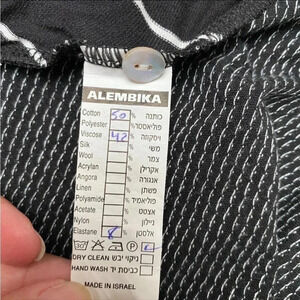 ALEMBIKA
Cotton 50 % כותנה
Polyester % פוליאסטר
Viscose 42 % ויסקוזה
Silk % משי
Wool % צמר
Acrylan % אקרילן
Angora % אנגורה
Linen % פשתן
Polyamide % פוליאמיד
Acetate % אצטט
Nylon % ניילון
Elastane 8 % אלסטן
DRY CLEAN ניקוי יבש
HAND WASH כביסת יד
MADE IN ISRAEL